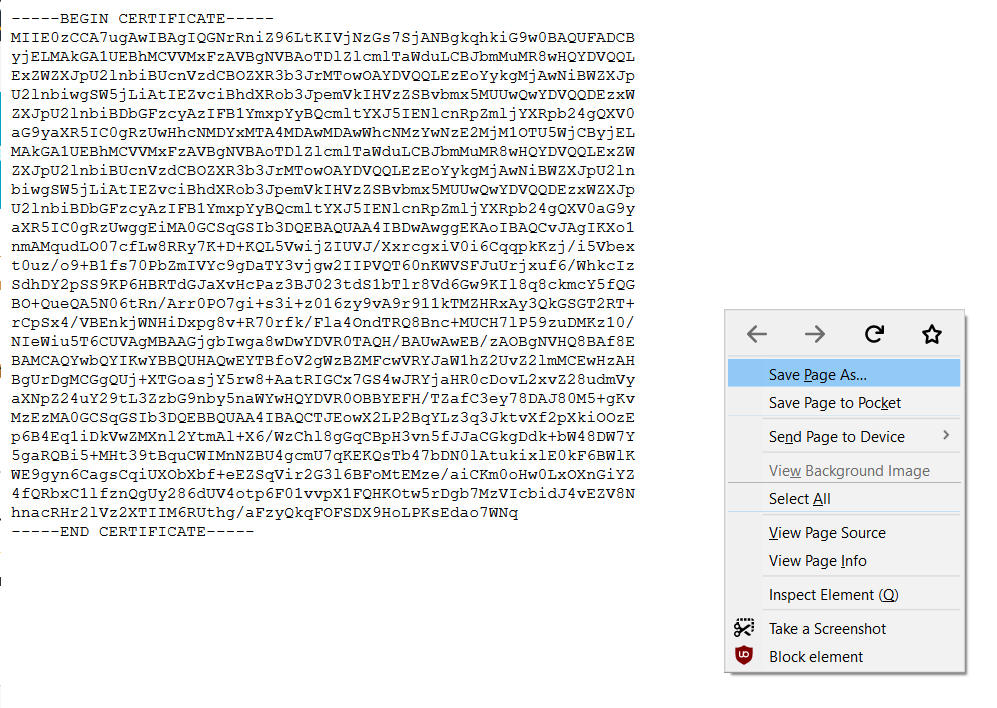 -----BEGIN CERTIFICATE-----
MIIE0zCCA7ugAwIBAgIQGNrRniZ96LtKIVjNzGs7SjANBgkqhkiG9w0BAQUFADCB
yjELMAkGA1UEBhMCVVMxFzAVBgNVBAoTDlZlcmlTaWduLCBJbmMuMR8wHQYDVQQL
ExZWZXJpU2lnbiBUcnVzdCBOZXR3b3JrMTowOAYDVQQLEzEoYykgMjAwNiBWZXJp
U2lnbiwgSW5jLiAtIEZvciBhdXRob3JpemVkIHVzZSBvbmx5MUUwQwYDVQQDEzxW
ZXJpU2lnbiBDbGFzcyAzIFB1YmxpYyBQcmltYXJ5IENlcnRpZmljYXRpb24gQXV0
aG9yaXR5IC0gRzUwHhcNMDYxMTA4MDAwMDAwWhcNMzYwNzE2MjM1OTU5WjCByjEL
MAkGA1UEBhMCVVMxFzAVBgNVBAoTDlZlcmlTaWduLCBJbmMuMR8wHQYDVQQLExZW
ZXJpU2lnbiBUcnVzdCBOZXR3b3JrMTowOAYDVQQLEzEoYykgMjAwNiBWZXJpU2ln
biwgSW5jLiAtIEZvciBhdXRob3JpemVkIHVzZSBvbmx5MUUwQwYDVQQDEzxWZXJp
U2lnbiBDbGFzcyAzIFB1YmxpYyBQcmltYXJ5IENlcnRpZmljYXRpb24gQXV0aG9y
aXR5IC0gRzUwggEiMA0GCSqGSIb3DQEBAQUAA4IBDwAwggEKAoIBAQCvJAgIKXo1
nmAMqudLO07cfLw8RRy7K+D+KQL5VwijZIUVJ/XxrcgxiV0i6CqqpkKzj/i5Vbex
t0uz/o9+B1fs70PbZmIVYc9gDaTY3vjgw2IIPVQT60nKWVSFJuUrjxuf6/WhkcIz
SdhDY2pSS9KP6HBRTdGJaXvHcPaz3BJ023tdS1bTlr8Vd6Gw9KIl8q8ckmcY5fQG
BO+QueQA5N06tRn/Arr0PO7gi+s3i+z016zy9vA9r911kTMZHRxAy3QkGSGT2RT+
rCpSx4/VBEnkjWNHiDxpg8v+R70rfk/Fla4OndTRQ8Bnc+MUCH7lP59zuDMKz10/
NIeWiu5T6CUVAgMBAAGjgbIwga8wDwYDVR0TAQH/BAUwAwEB/zAOBgNVHQ8BAf8E
BAMCAQYwbQYIKwYBBQUHAQwEYTBfoV2gWzBZMFcwVRYJaW1hZ2UvZ2lmMCEwHzAH
BgUrDgMCGgQUj+XTGoasjY5rw8+AatRIGCx7GS4wJRYjaHR0cDovL2xvZ28udmVy
aXNpZ24uY29tL3ZzbG9nby5naWYwHQYDVR0OBBYEFH/TZafC3ey78DAJ80M5+gKv
MzEzMA0GCSqGSIb3DQEBBQUAA4IBAQCTJEowX2LP2BqYLz3q3JktvXf2pXkiOOzE
p6B4Eq1iDkVwZMXnl2YtmAl+X6/WzChl8gGqCBpH3vn5fJJaCGkgDdk+bW48DW7Y
5gaRQBi5+MHt39tBquCWIMnNZBU4gcmU7qKEKQsTb47bDN0lAtukixlE0kF6BWlK
WE9gyn6CagsCqiUXObXbf+eEZSqVir2G3l6BFoMtEMze/aiCKm0oHw0LxOXnGiYZ
4fQRbxC1lfznQgUy286dUV4otp6F01vvpX1FQHKOtw5rDgb7MzVIcbidJ4vEZV8N
hnacRHr2lVz2XTIIM6RUthg/aFzyQkqFOFSDX9HoLPKsEdao7WNq
-----END CERTIFICATE-----
Save Page As...
Save Page to Pocket
Send Page to Device
View Background Image
Select All
View Page Source
View Page Info
Inspect Element (Q)
Take a Screenshot
Block element